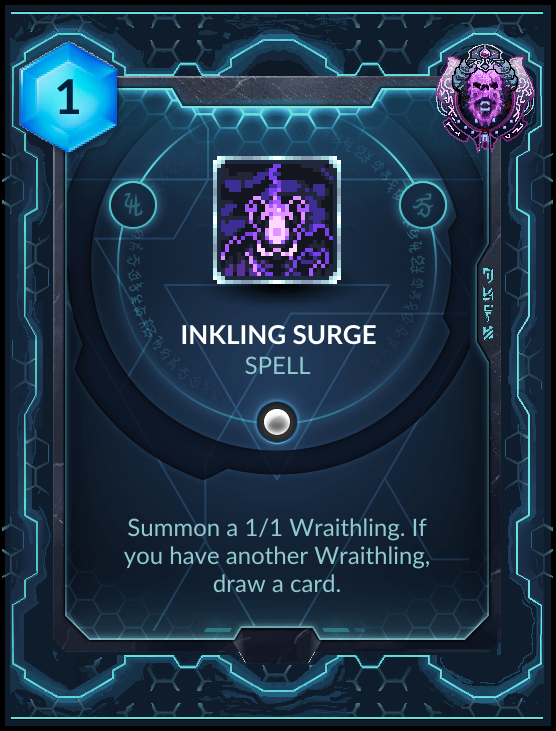 1
INKLING SURGE
SPELL
Summon a 1/1 Wraithling. If
you have another Wraithling,
draw a card.